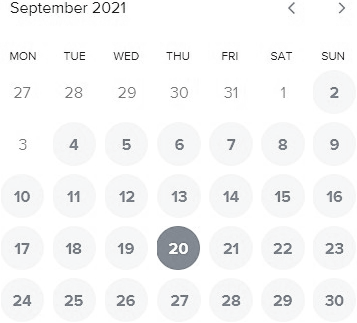 September 2021 < >
MON TUE WED THU FRI SAT SUN
27 28 29 30 31 1 2
3 4 5 6 7 8 9
10 11 12 13 14 15 16
17 18 19 20 21 22 23
24 25 26 27 28 29 30